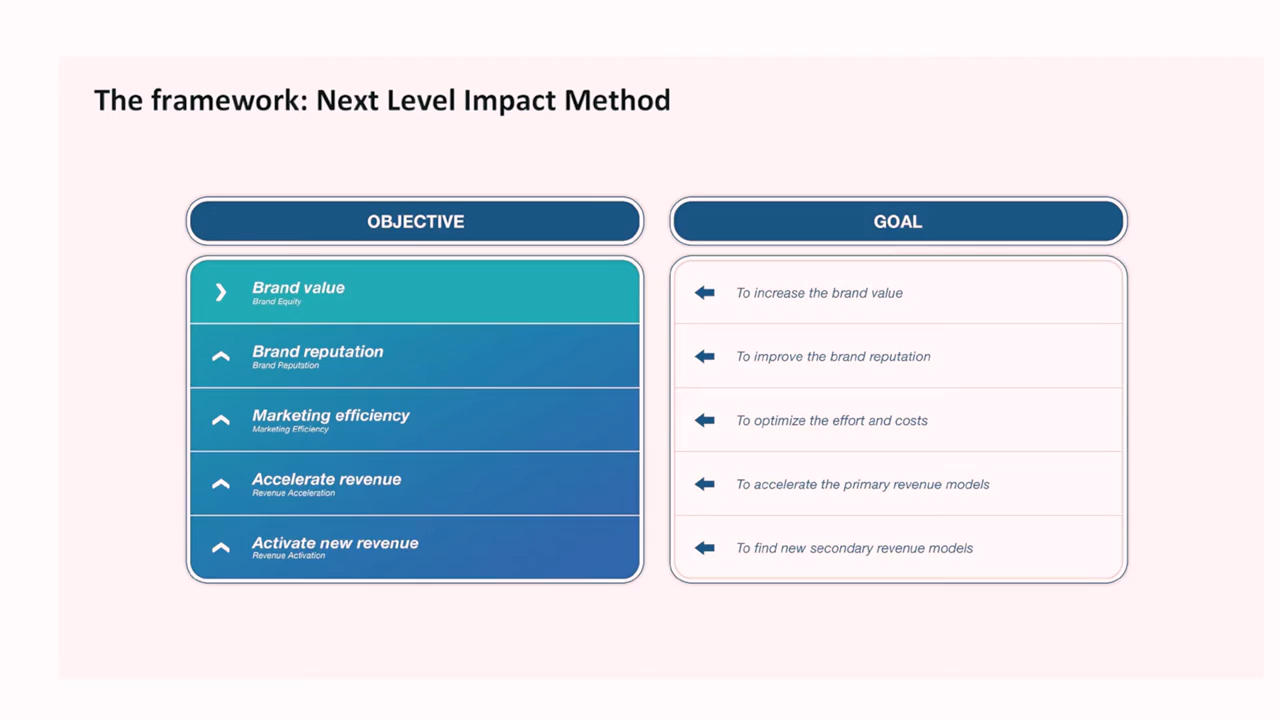 The framework: Next Level Impact Method
OBJECTIVE
GOAL
Brand value
Brand Equity
To increase the brand value
Brand reputation
Brand Reputation
To improve the brand reputation
Marketing efficiency
Marketing Efficiency
To optimize the effort and costs
Accelerate revenue
Revenue Acceleration
To accelerate the primary revenue models
Activate new revenue
Revenue Activation
To find new secondary revenue models